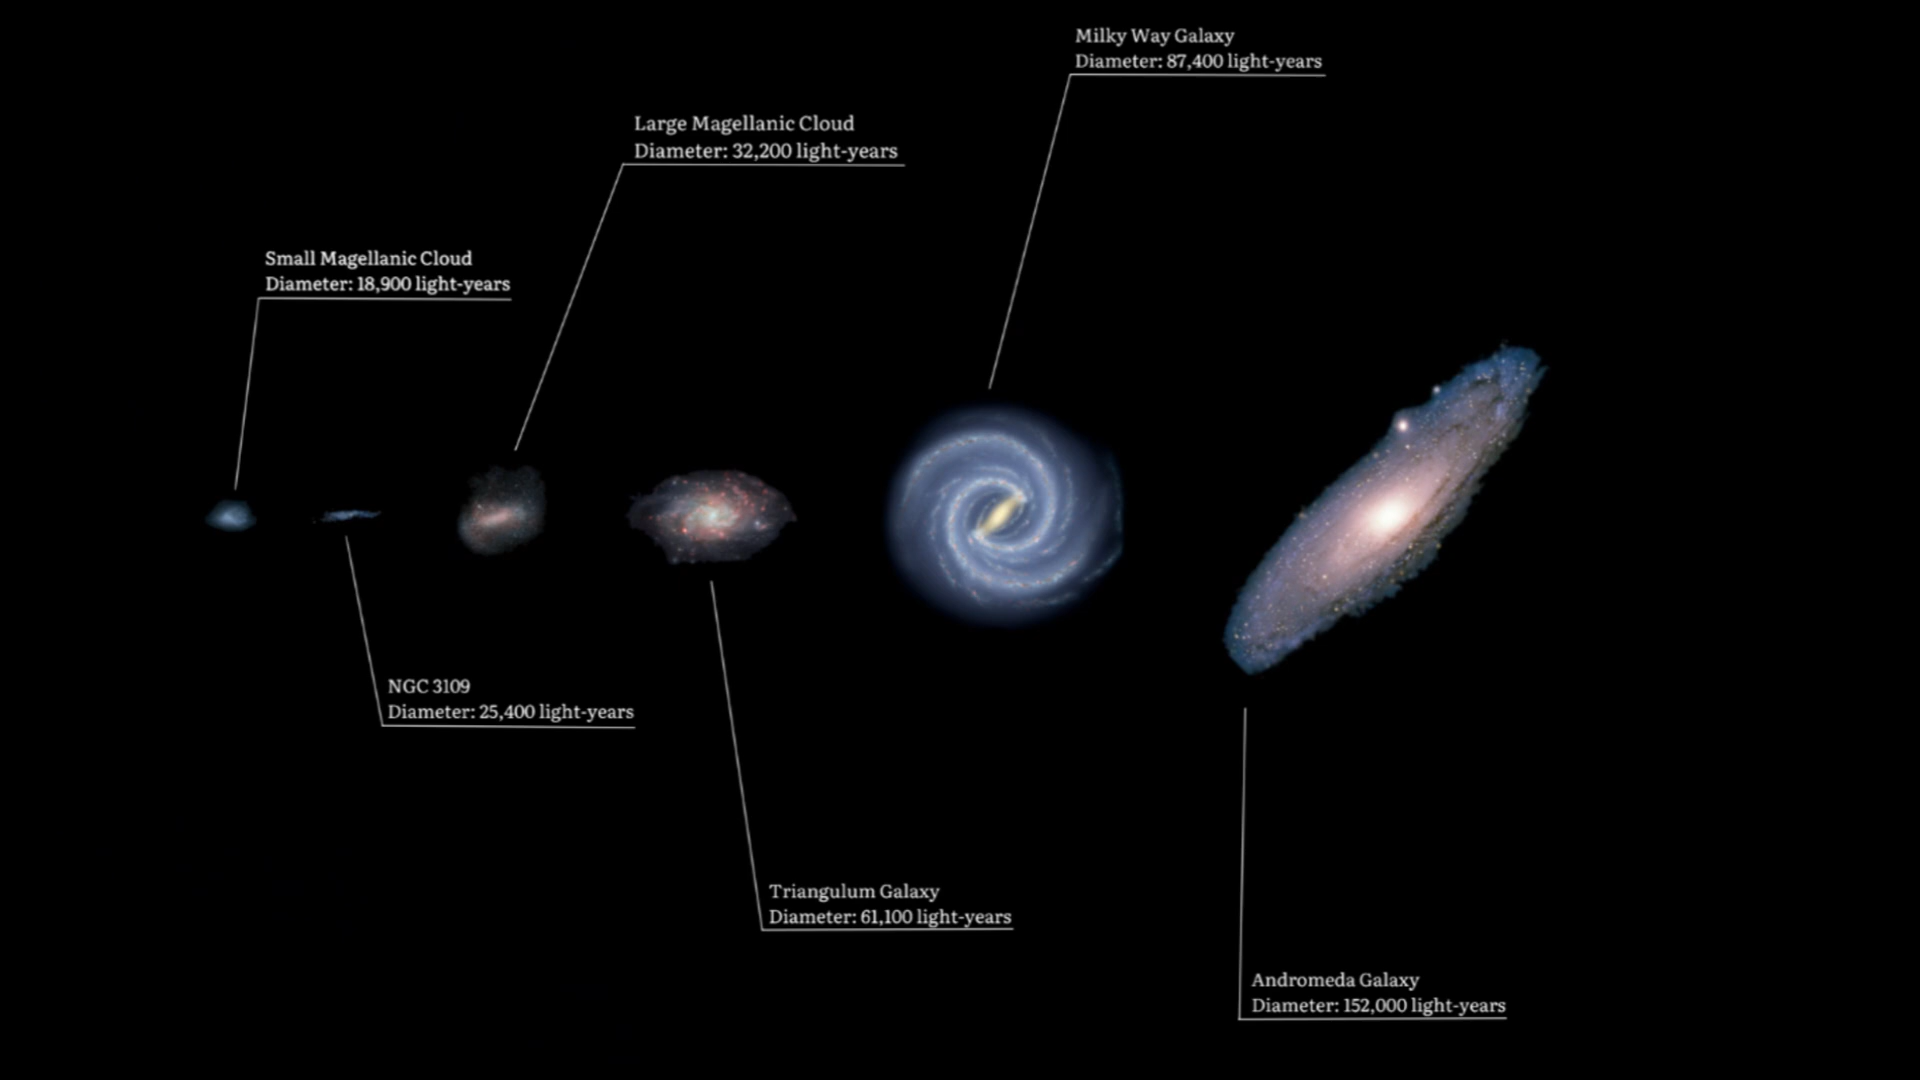 Milky Way Galaxy
Diameter: 87,400 light-years
Large Magellanic Cloud
Diameter: 32,200 light-years
Small Magellanic Cloud
Diameter: 18,900 light-years
NGC 3109
Diameter: 25,400 light-years
Triangulum Galaxy
Diameter: 61,100 light-years
Andromeda Galaxy
Diameter: 152,000 light-years